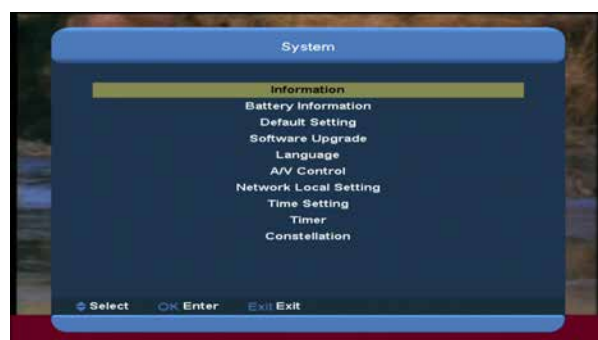 System
Information
Battery Information
Default Setting
Software Upgrade
Language
A/V Control
Network Local Setting
Time Setting
Timer
Constellation
Select OK Enter Exit Exit